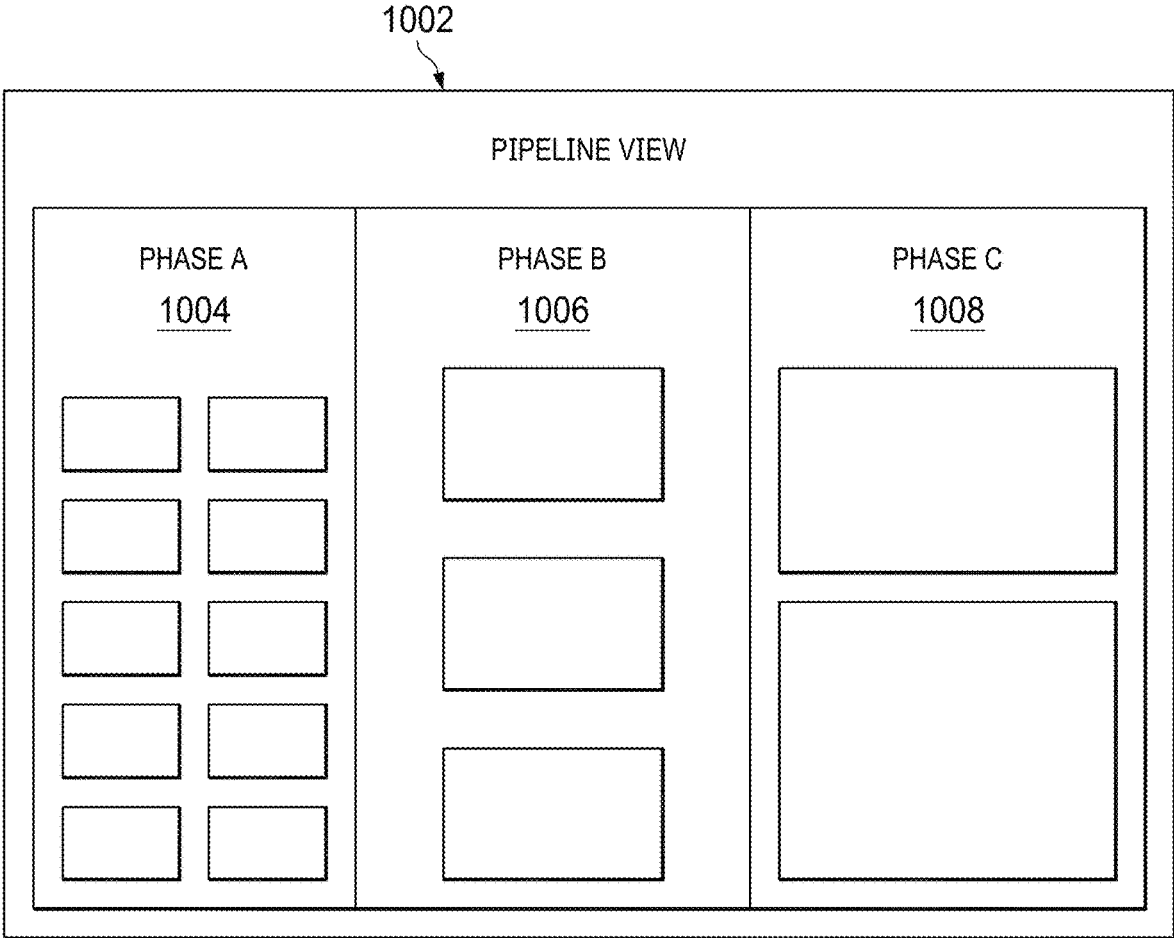 1002
PIPELINE VIEW
PHASE A
1004
PHASE B
1006
PHASE C
1008